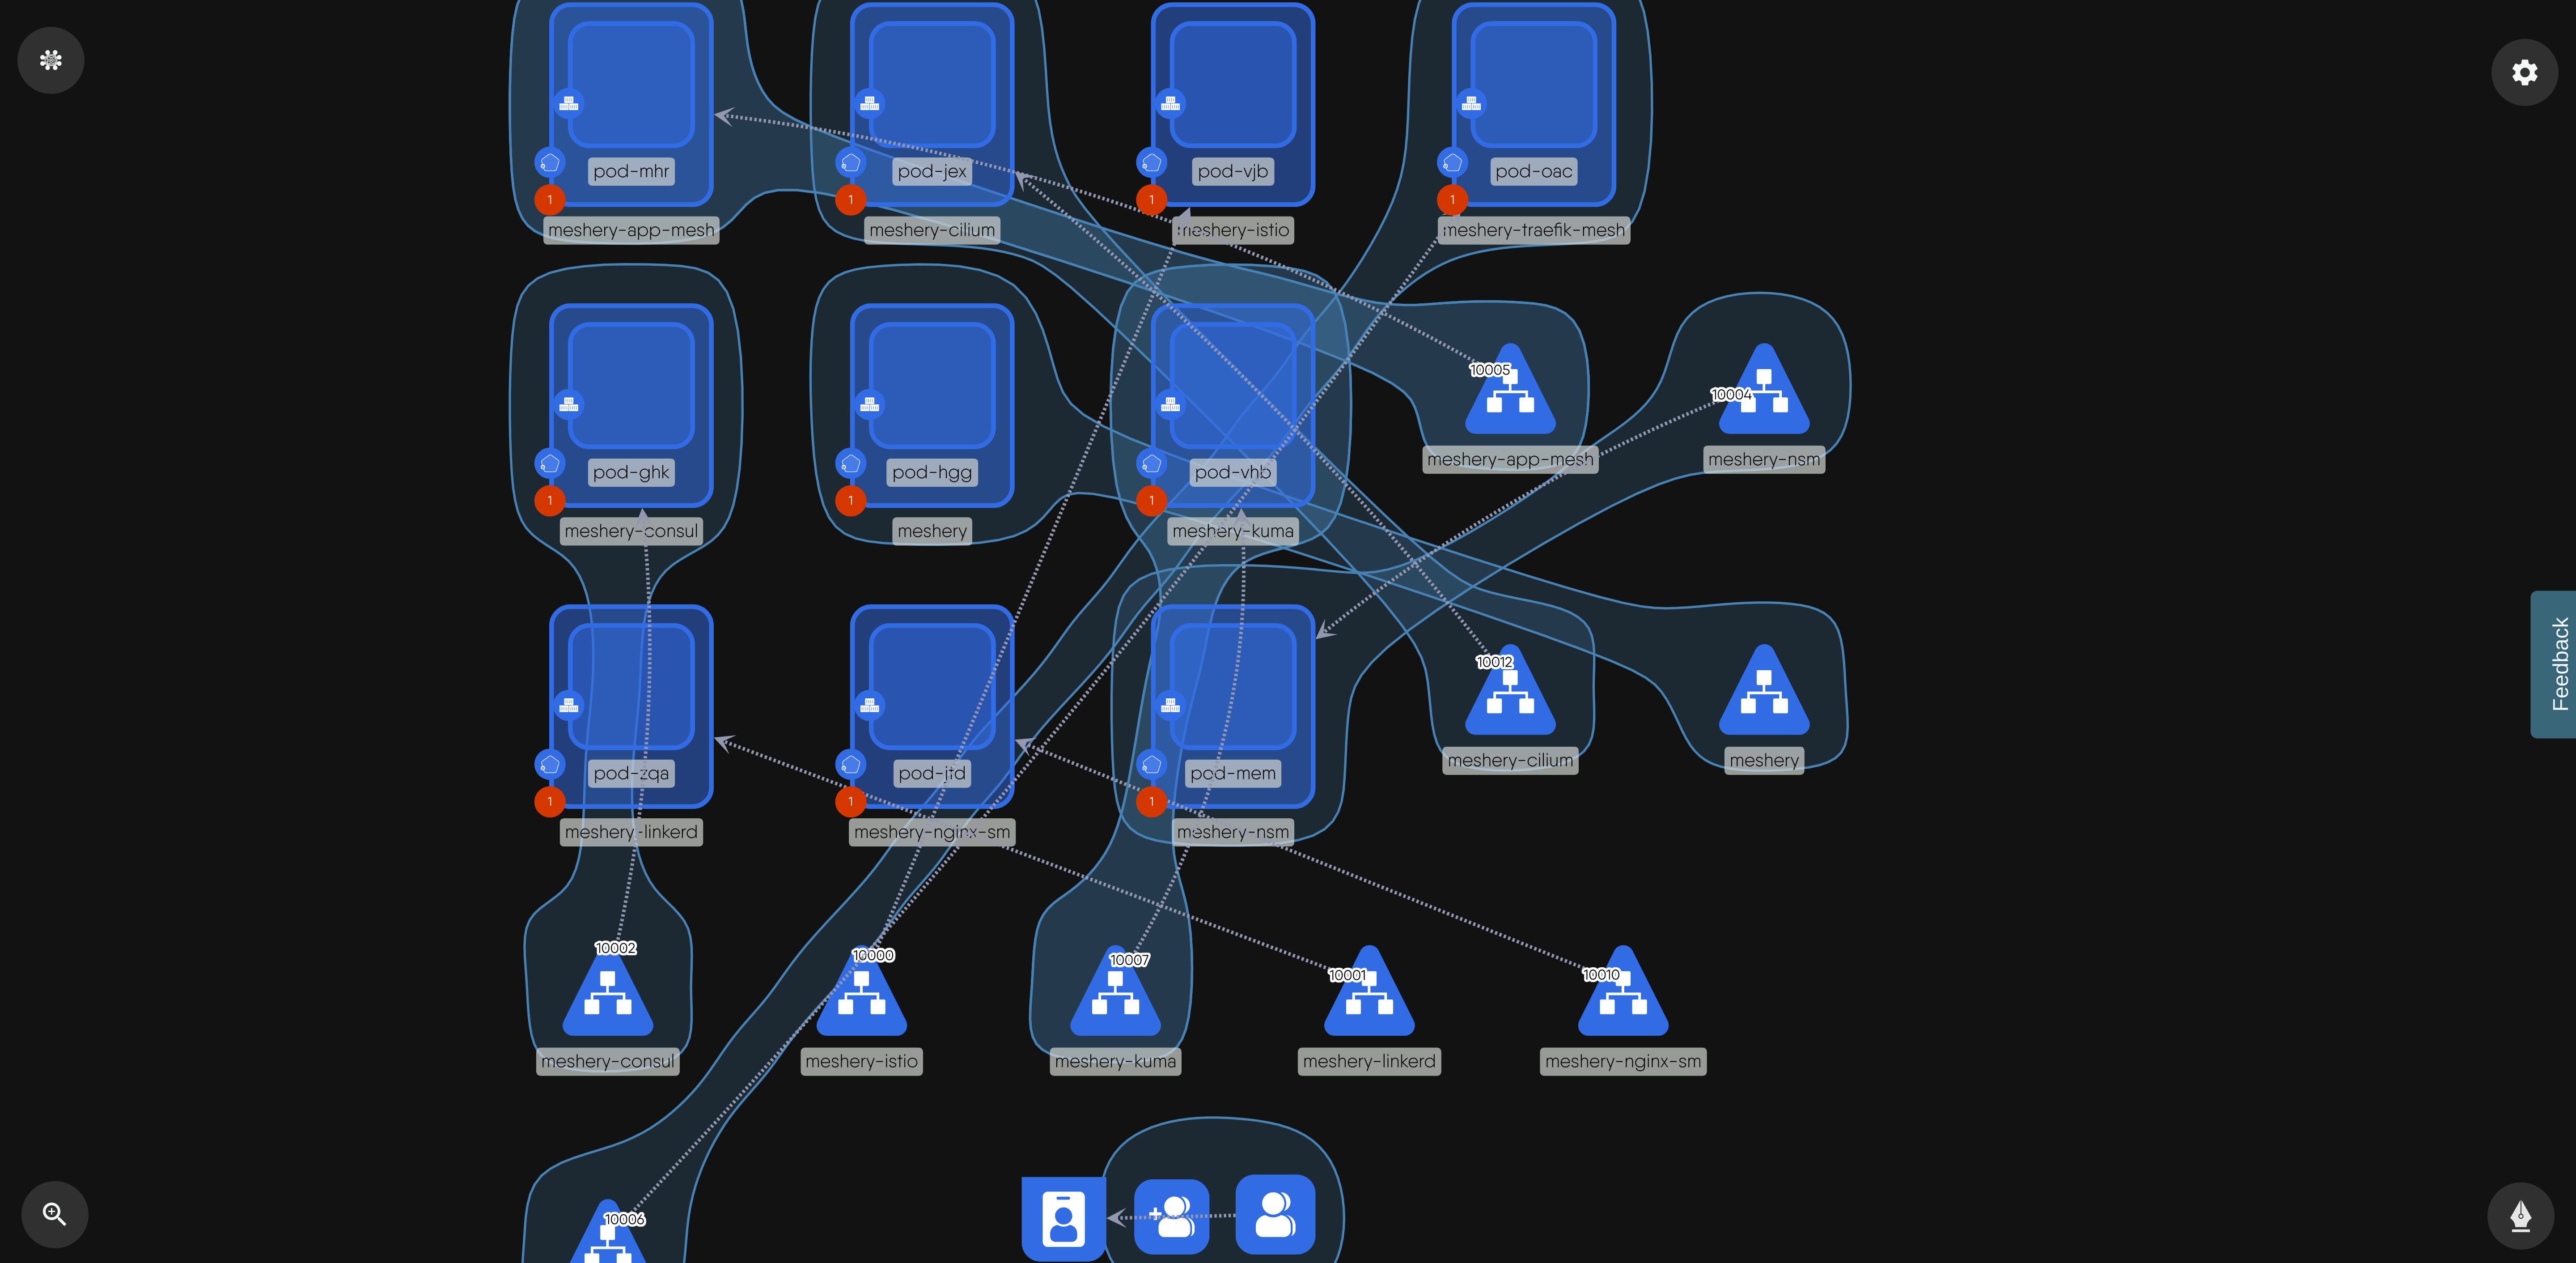 pod-mhr
pod-jex
pod-vjb
pod-oac
1
1
1
1
meshery-app-mesh
meshery-cilium
meshery-istio
meshery-traefik-mesh
10005
10004
pod-ghk
pod-hgg
pod-vhb
meshery-app-mesh
meshery-nsm
1
1
1
meshery-consul
meshery
meshery-kuma
10012
Feedback
pod-zqa
pod-jtd
pod-mem
meshery-cilium
meshery
1
1
1
meshery-linkerd
meshery-nginx-sm
meshery-nsm
10002
10000
10007
10001
10010
meshery-consul
meshery-istio
meshery-kuma
meshery-linkerd
meshery-nginx-sm
10006